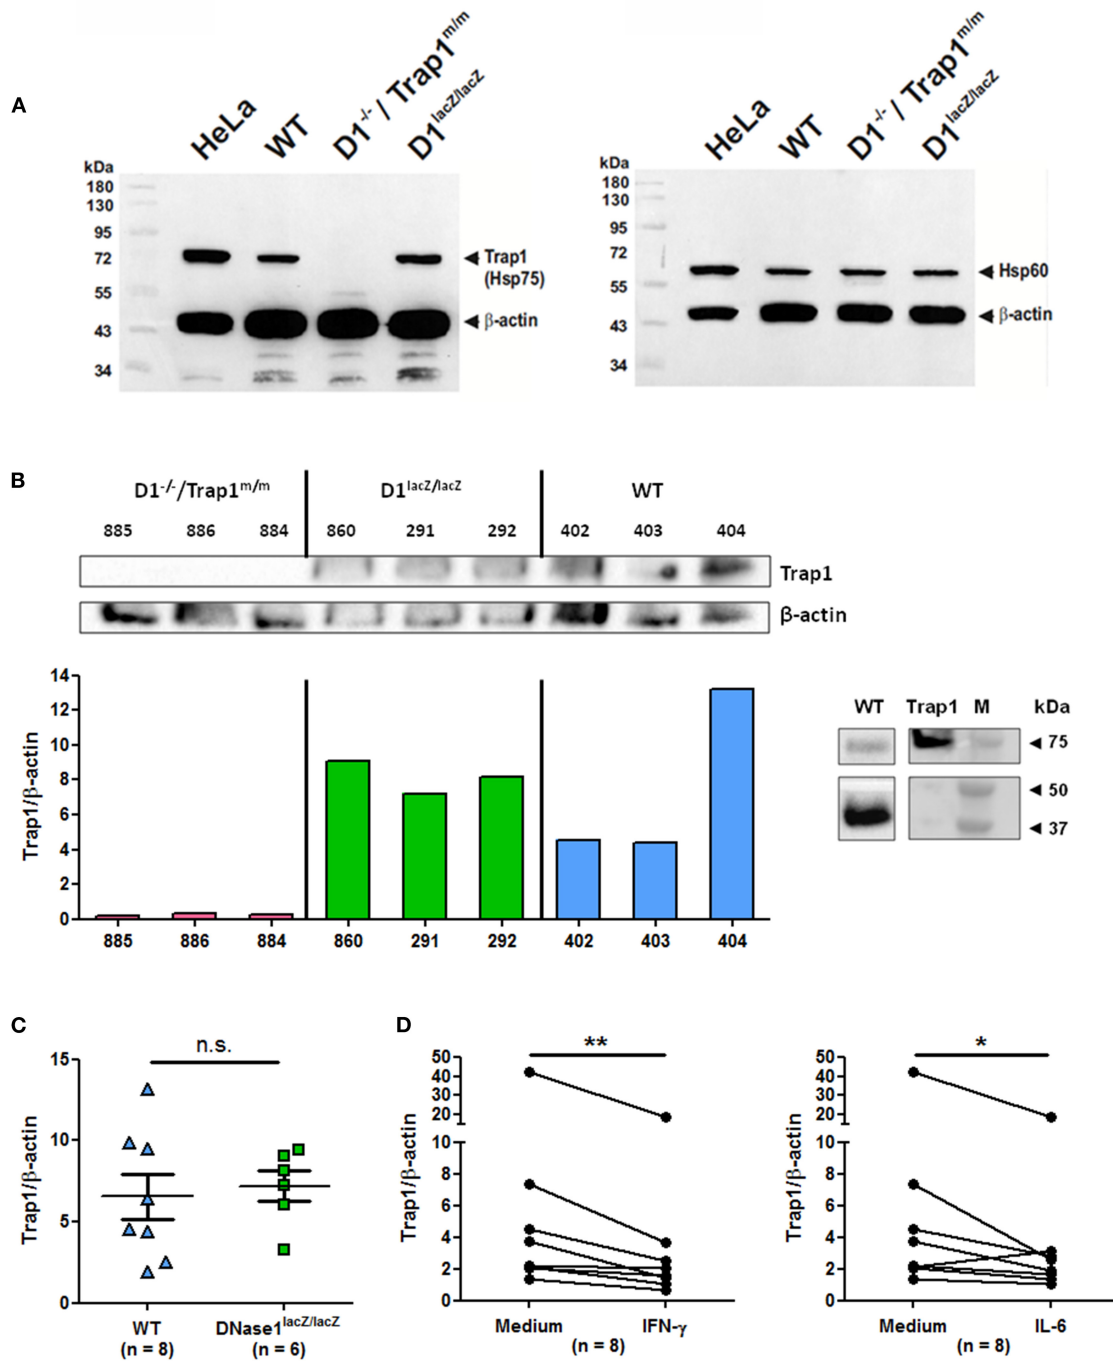 A
HeLa
WT
D1-/-/ Trap1m/m
D1lacZ/lacZ
kDa
180
130
95
72
55
43
34
Trap1
(Hsp75)
β-actin
HeLa
WT
D1-/-/ Trap1m/m
D1lacZ/lacZ
kDa
180
130
95
72
55
43
34
Hsp60
β-actin
B
D1-/-/Trap1m/m
D1lacZ/lacZ
WT
885 886 884 860 291 292 402 403 404
Trap1
β-actin
Trap1/β-actin
14
12
10
8
6
4
2
0
885 886 884 860 291 292 402 403 404
WT Trap1 M kDa
75
50
37
C
n.s.
Trap1/β-actin
15
10
5
0
WT
(n = 8)
DNase1lacZ/lacZ
(n = 6)
D
**
Trap1/β-actin
50
40
30
20
10
8
6
4
2
0
Medium IFN-γ
(n = 8)
*
Trap1/β-actin
50
40
30
20
10
8
6
4
2
0
Medium IL-6
(n = 8)